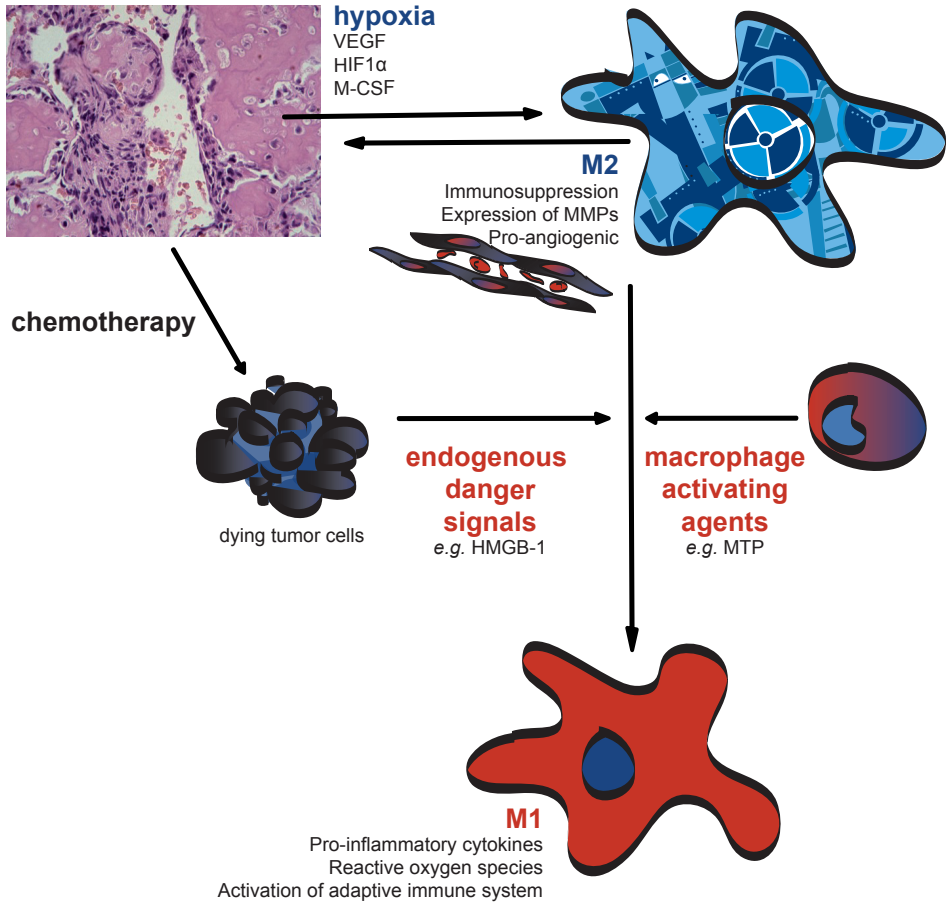 hypoxia
VEGF
HIF1α
M-CSF
M2
Immunosuppression
Expression of MMPs
Pro-angiogenic
chemotherapy
dying tumor cells
endogenous
danger
signals
e.g. HMGB-1
macrophage
activating
agents
e.g. MTP
M1
Pro-inflammatory cytokines
Reactive oxygen species
Activation of adaptive immune system